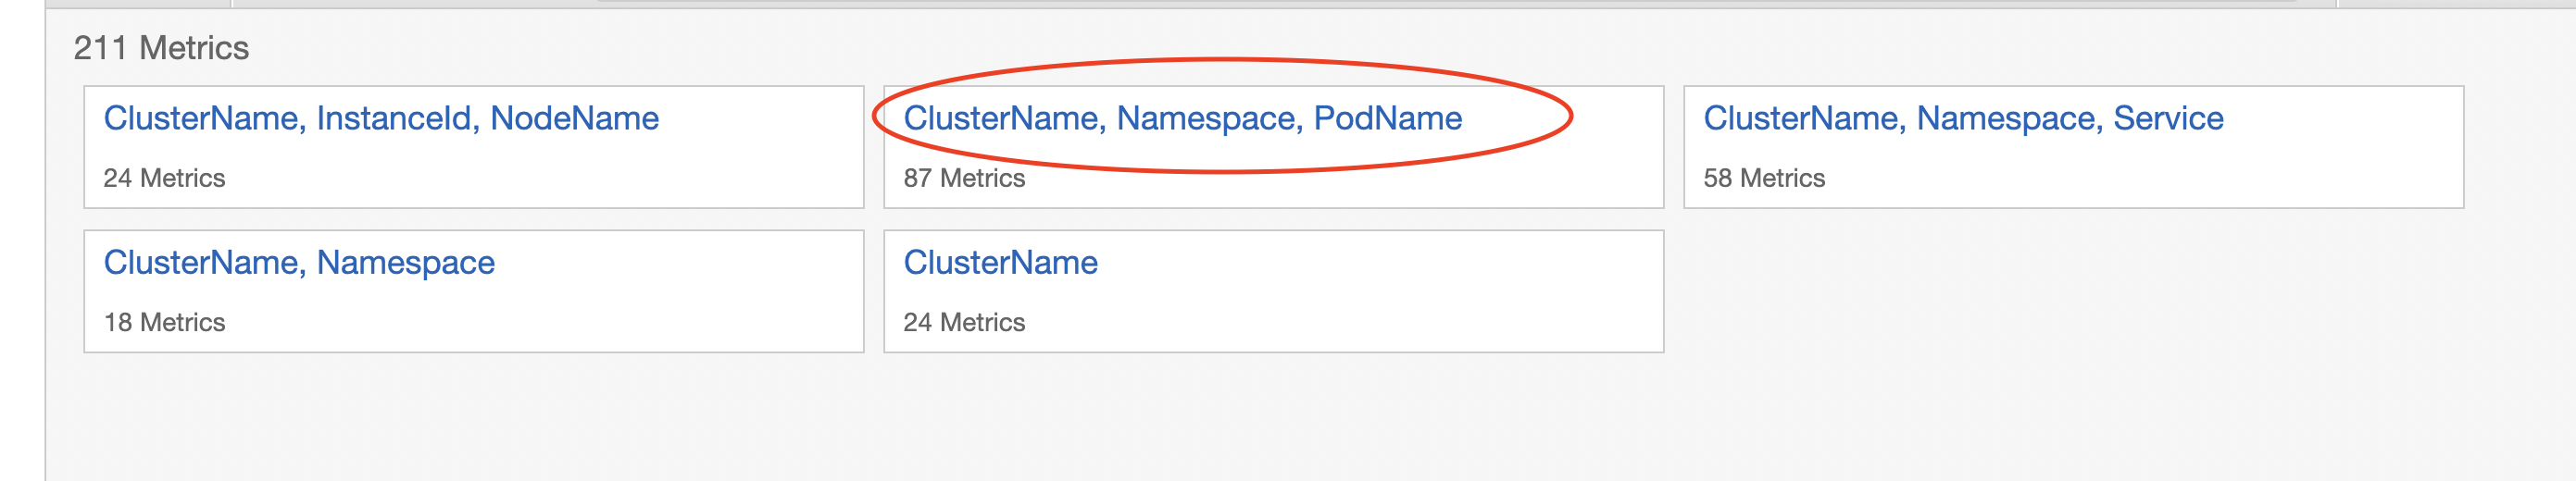 211 Metrics
ClusterName, InstanceId, NodeName
24 Metrics
ClusterName, Namespace, PodName
87 Metrics
ClusterName, Namespace, Service
58 Metrics
ClusterName, Namespace
18 Metrics
ClusterName
24 Metrics